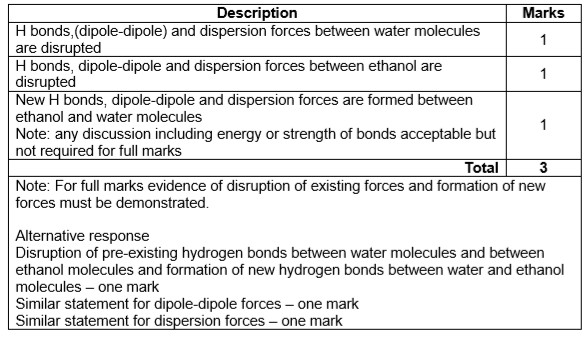 Description Marks
H bonds,(dipole-dipole) and dispersion forces between water molecules
are disrupted 1
H bonds, dipole-dipole and dispersion forces between ethanol are
disrupted 1
New H bonds, dipole-dipole and dispersion forces are formed between
ethanol and water molecules
Note: any discussion including energy or strength of bonds acceptable but
not required for full marks 1
Total 3
Note: For full marks evidence of disruption of existing forces and formation of new
forces must be demonstrated.
Alternative response
Disruption of pre-existing hydrogen bonds between water molecules and between
ethanol molecules and formation of new hydrogen bonds between water and ethanol
molecules – one mark
Similar statement for dipole-dipole forces – one mark
Similar statement for dispersion forces – one mark